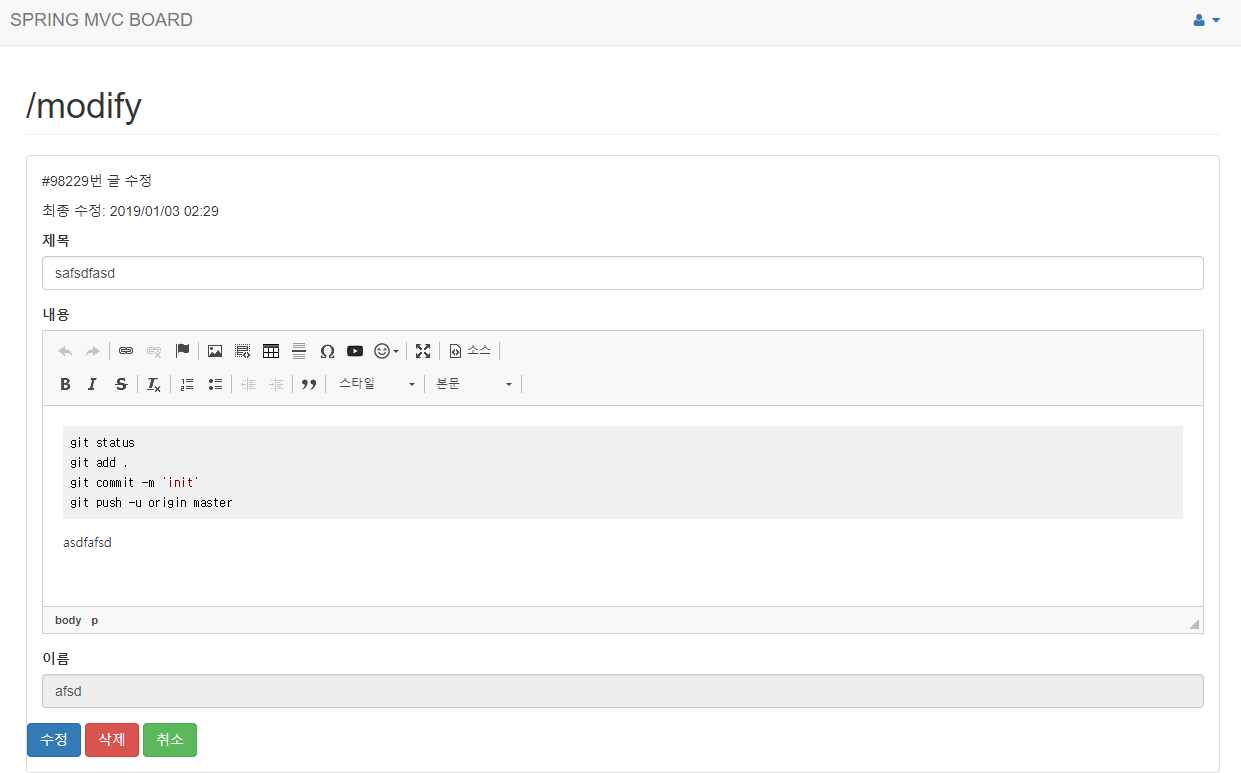 SPRING MVC BOARD
/modify
#98229번 글 수정
최종 수정: 2019/01/03 02:29
제목
safsdfasd
내용
소스
B I S Ix Ω 스타일 본문
git status
git add .
git commit -m 'init'
git push -u origin master
asdfafsd
body p
이름
afsd
수정 삭제 취소